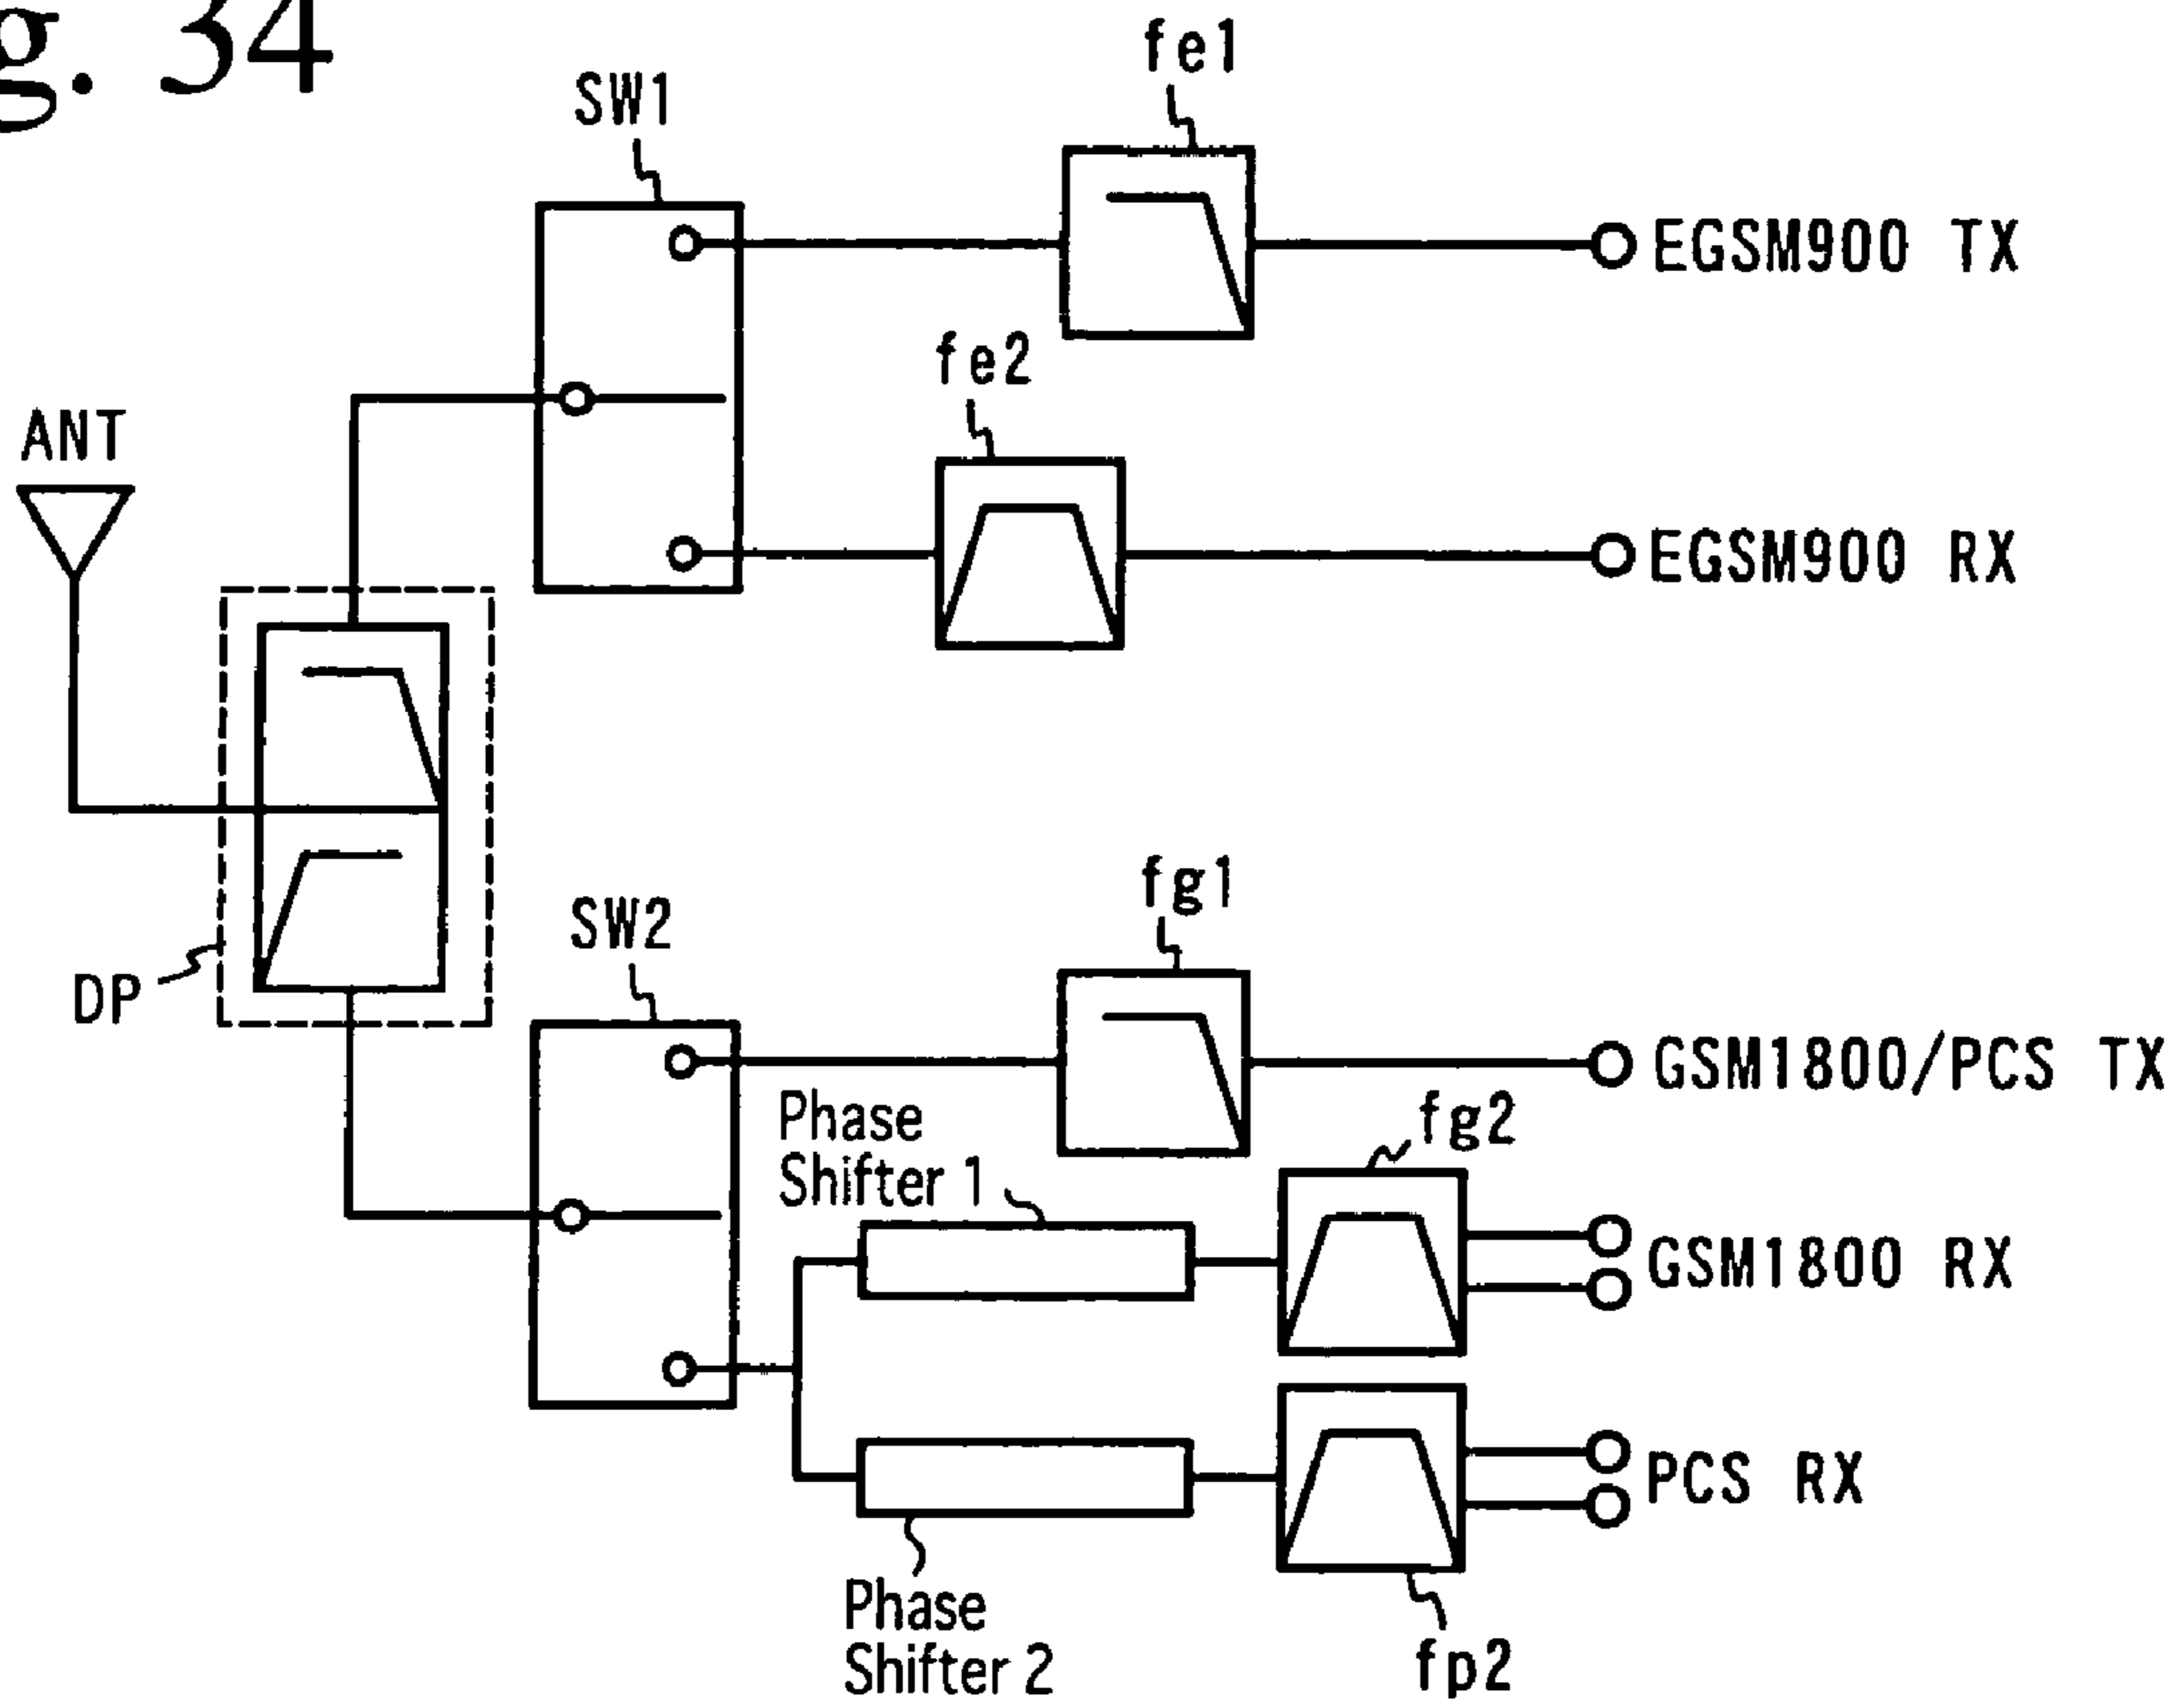 g. 34
fe1
SW1
EGSM900 TX
fe2
ANT
EGSM900 RX
fg1
SW2
DP
GSM1800/PCS TX
Phase
Shifter 1
fg2
GSM1800 RX
PCS RX
Phase
Shifter 2
fp2